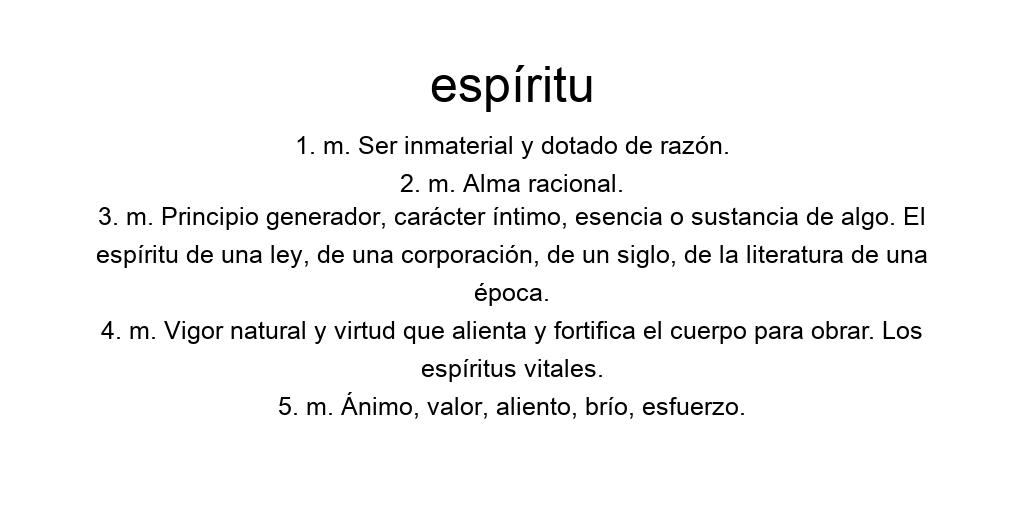 espíritu
1. m. Ser inmaterial y dotado de razón.
2. m. Alma racional.
3. m. Principio generador, carácter íntimo, esencia o sustancia de algo. El
espíritu de una ley, de una corporación, de un siglo, de la literatura de una
época.
4. m. Vigor natural y virtud que alienta y fortifica el cuerpo para obrar. Los
espíritus vitales.
5. m. Ánimo, valor, aliento, brío, esfuerzo.